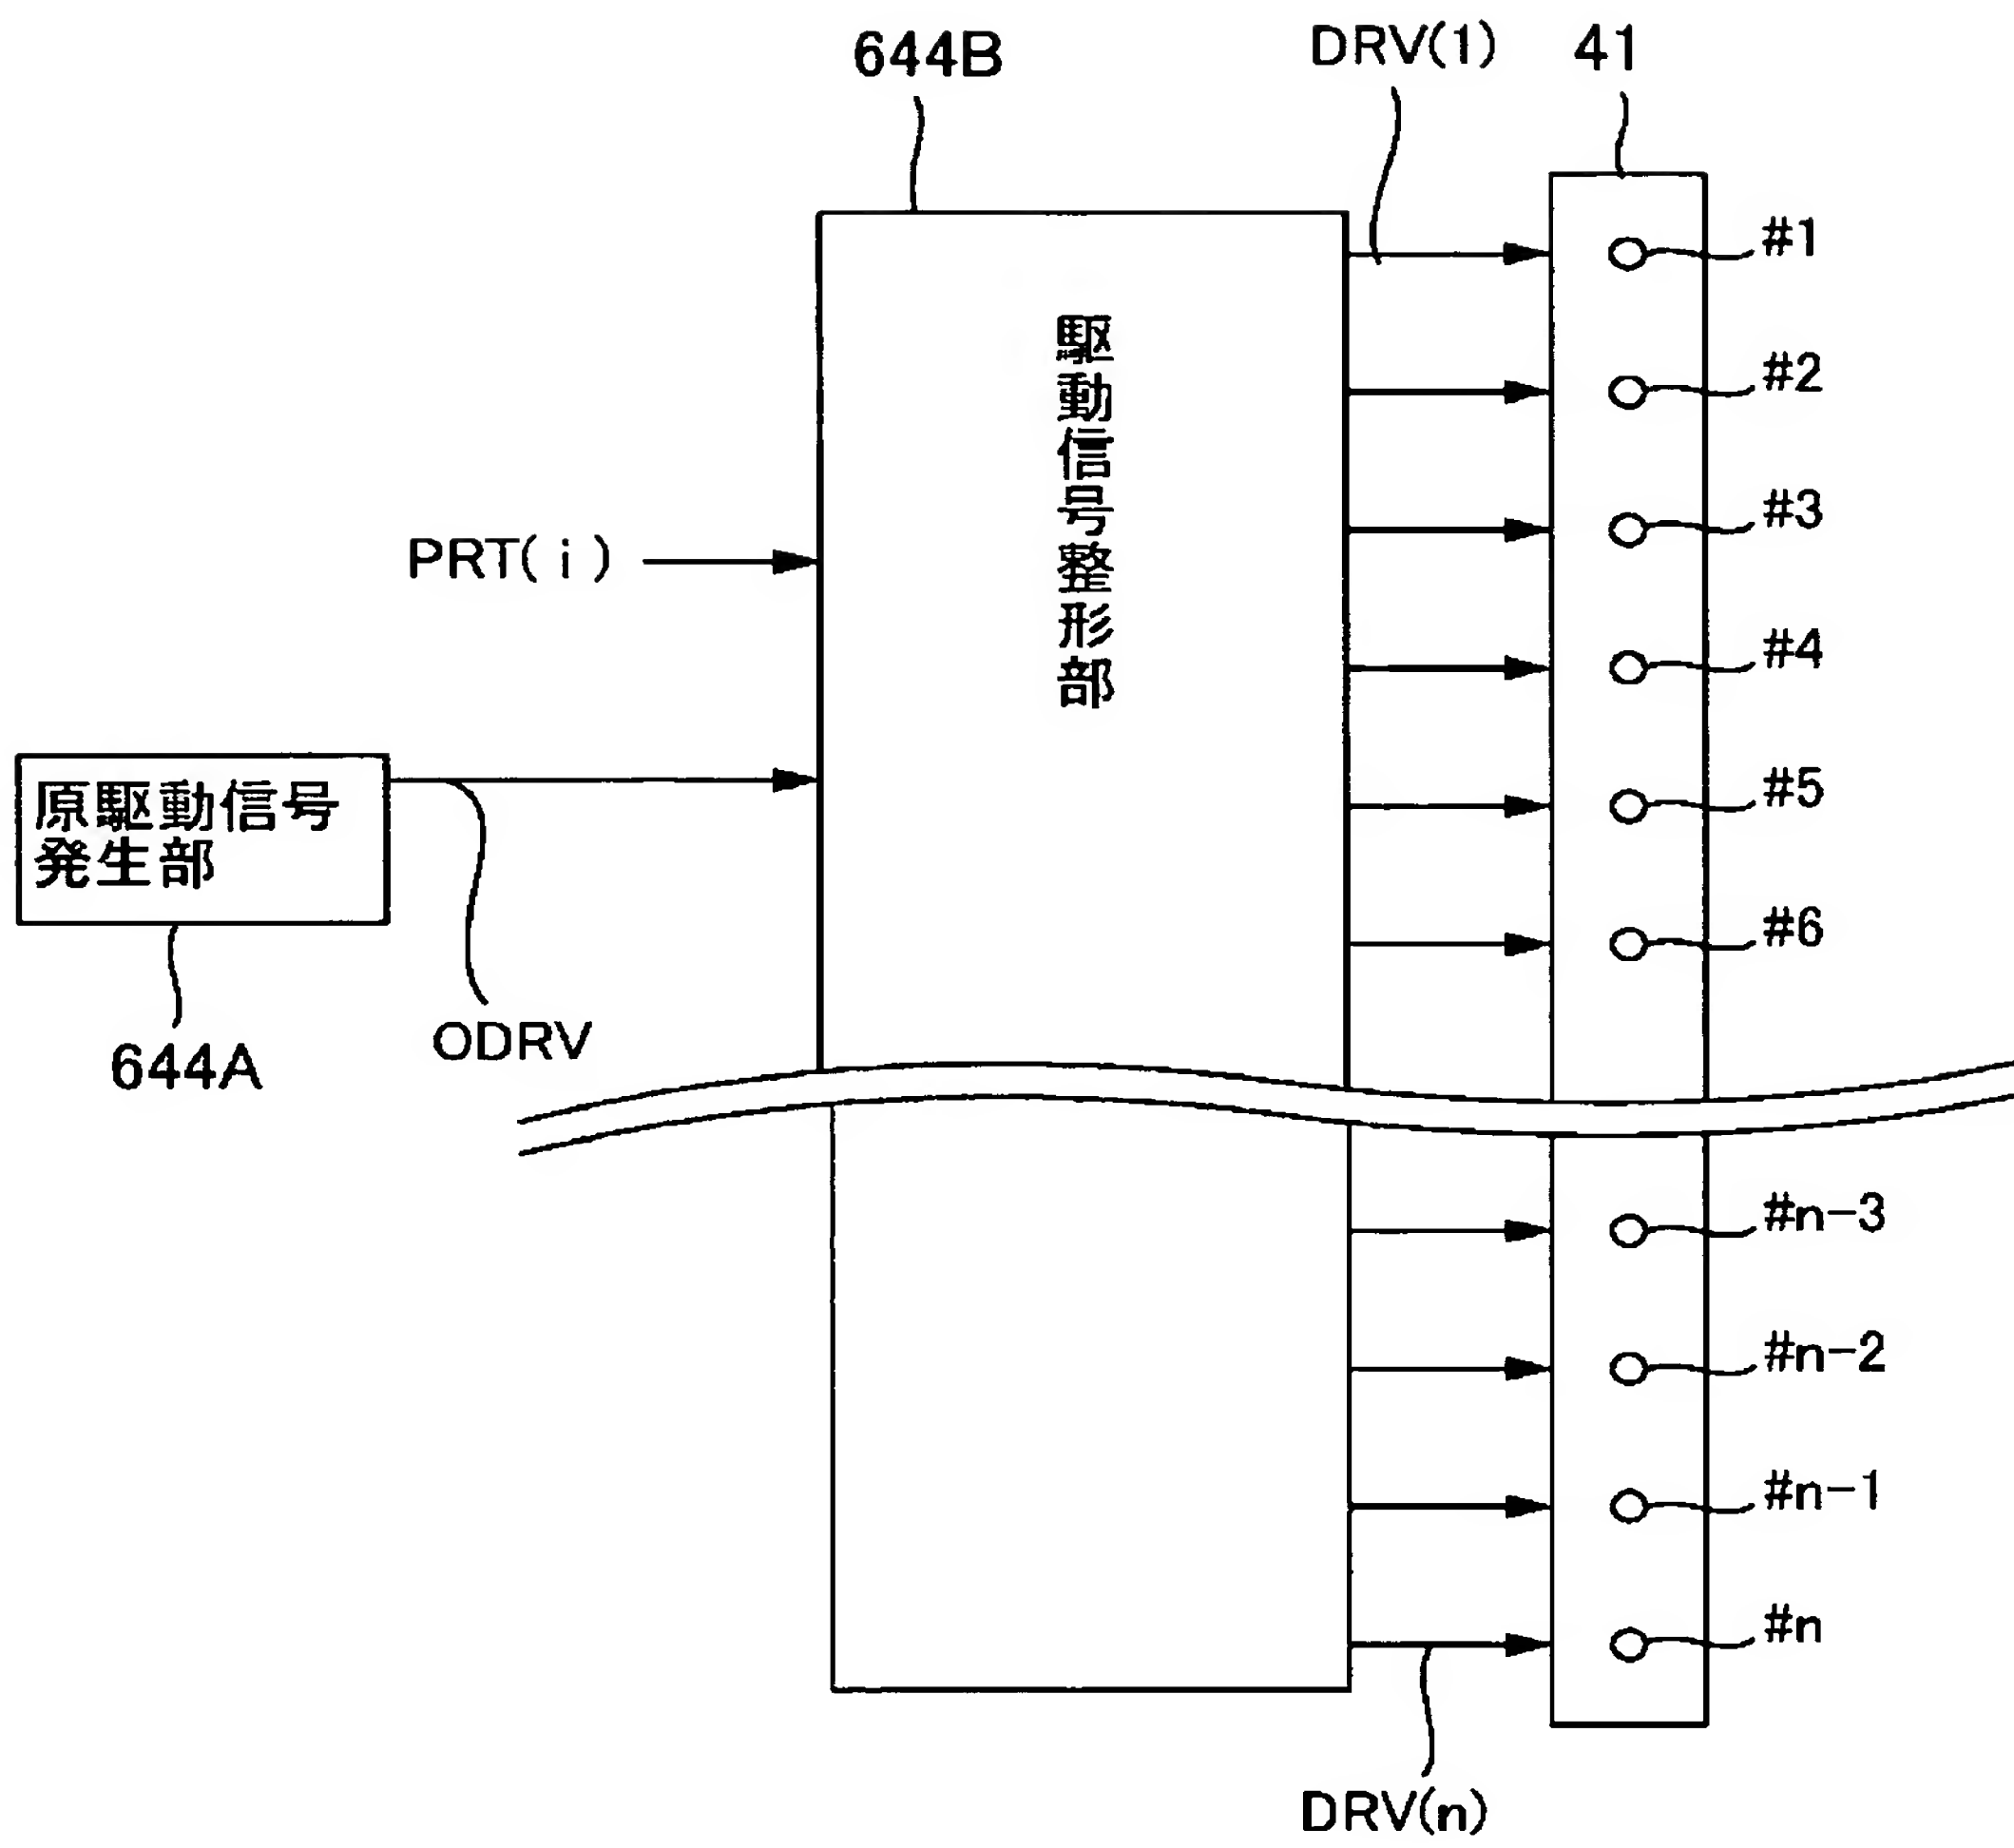 644B
DRV(1)
41
#1
#2
#3
#4
#5
#6
駆動信号整形部
PRT(i)
原駆動信号
発生部
644A
ODRV
#n-3
#n-2
#n-1
#n
DRV(n)